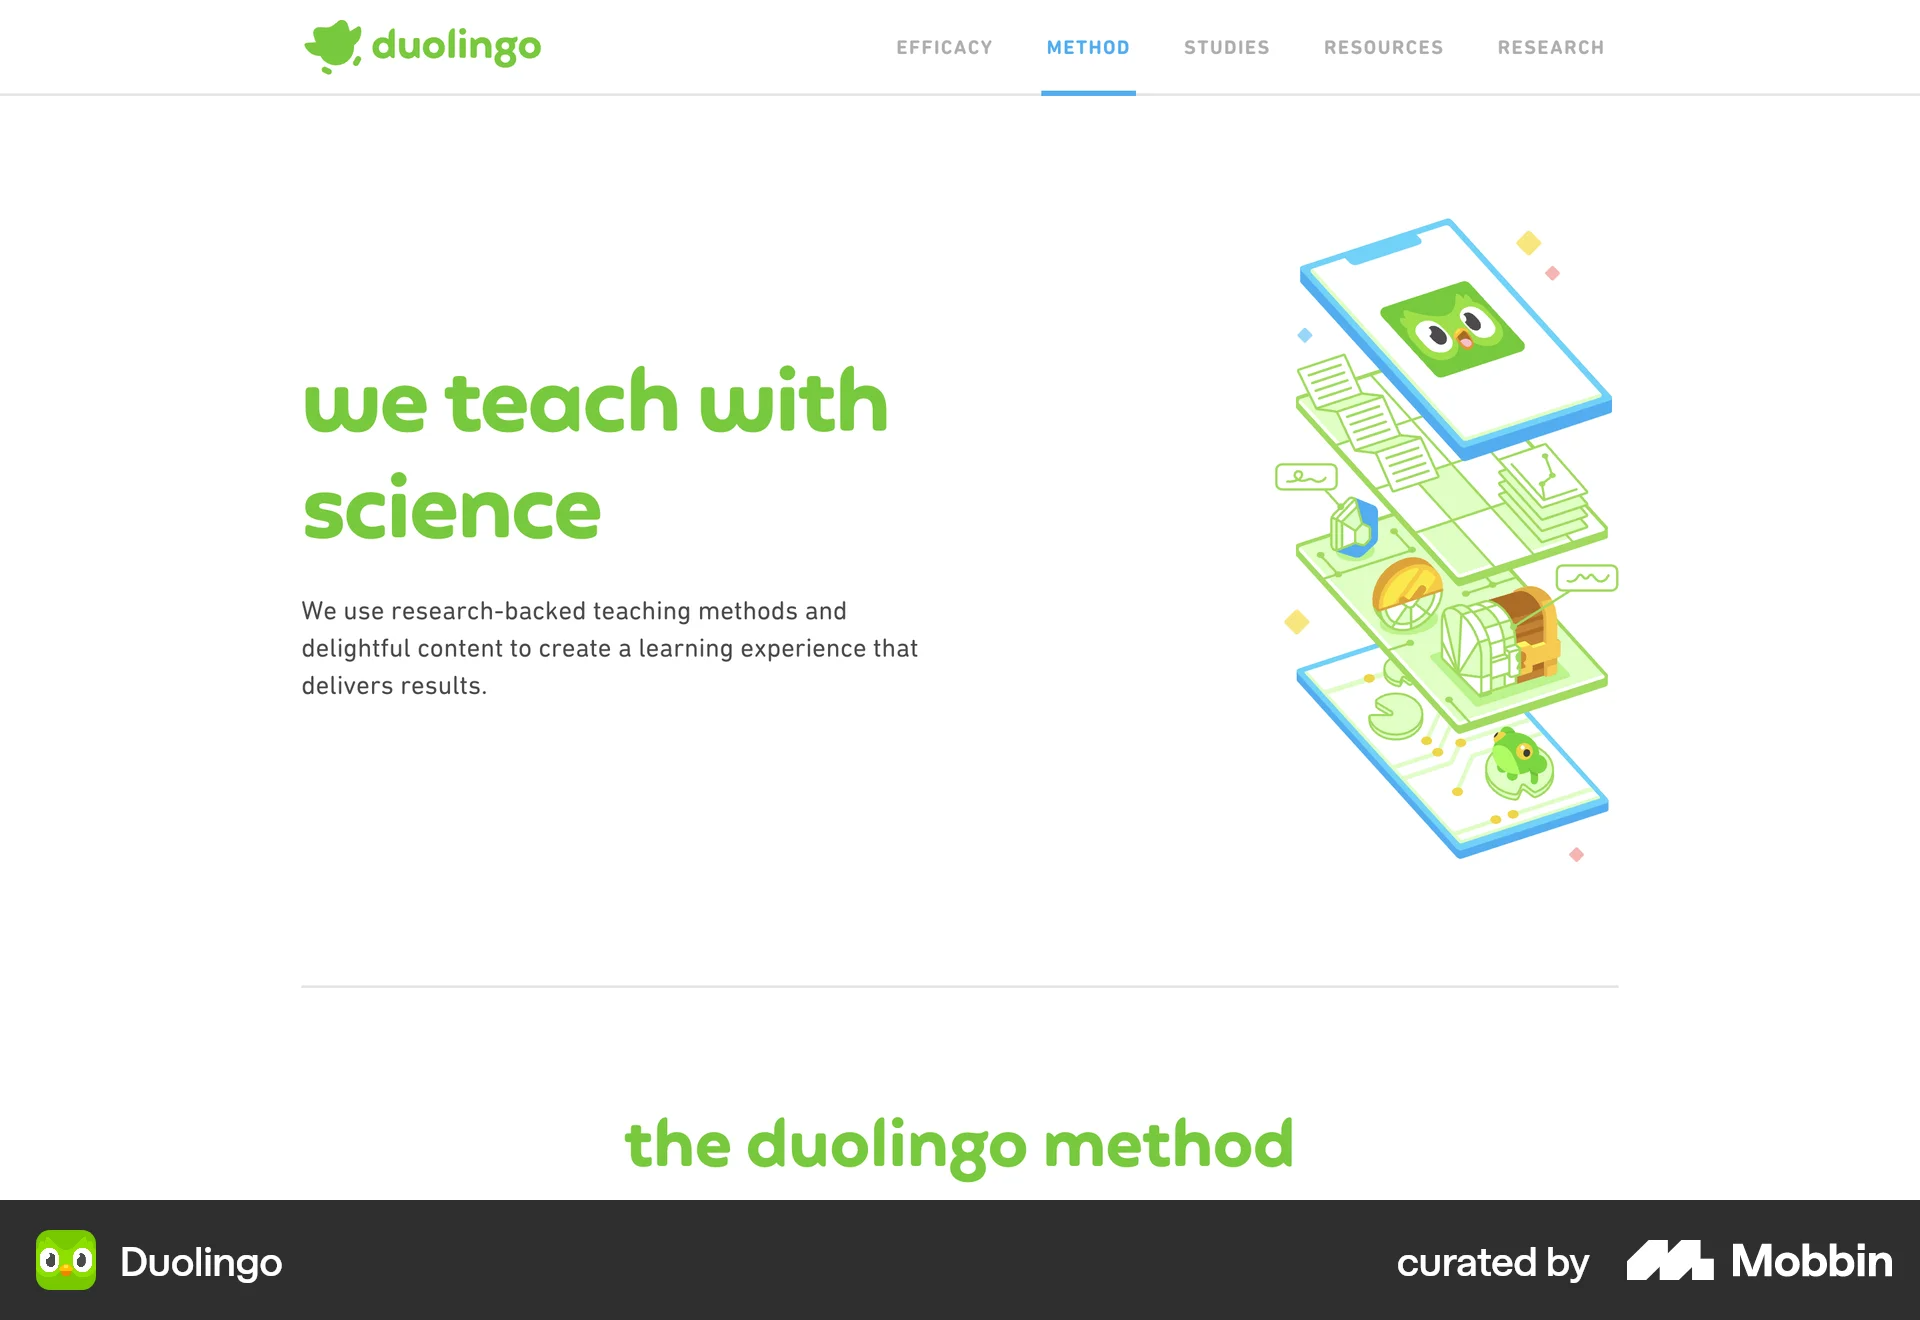 duolingo
EFFICACY
METHOD
STUDIES
RESOURCES
RESEARCH
we teach with
science
We use research-backed teaching methods and
delightful content to create a learning experience that
delivers results.
the duolingo method
Duolingo
curated by
Mobbin